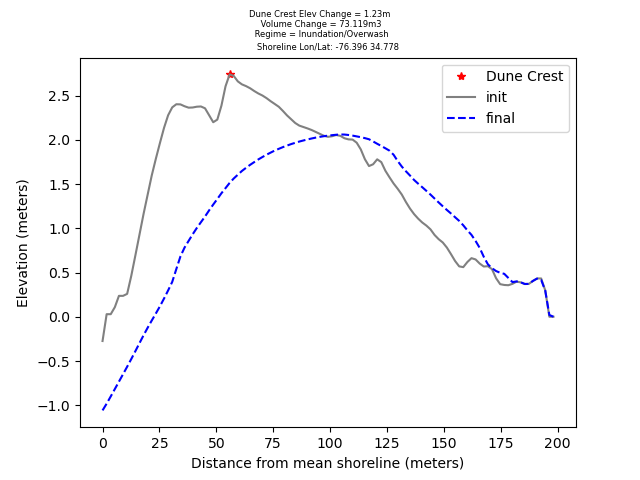 Dune Crest Elev Change = 1.23m
Volume Change = 73.119m3
Regime = Inundation/Overwash
Shoreline Lon/Lat: -76.396 34.778
Dune Crest
init
final
Elevation (meters)
2.5
2.0
1.5
1.0
0.5
0.0
−0.5
−1.0
0 25 50 75 100 125 150 175 200
Distance from mean shoreline (meters)